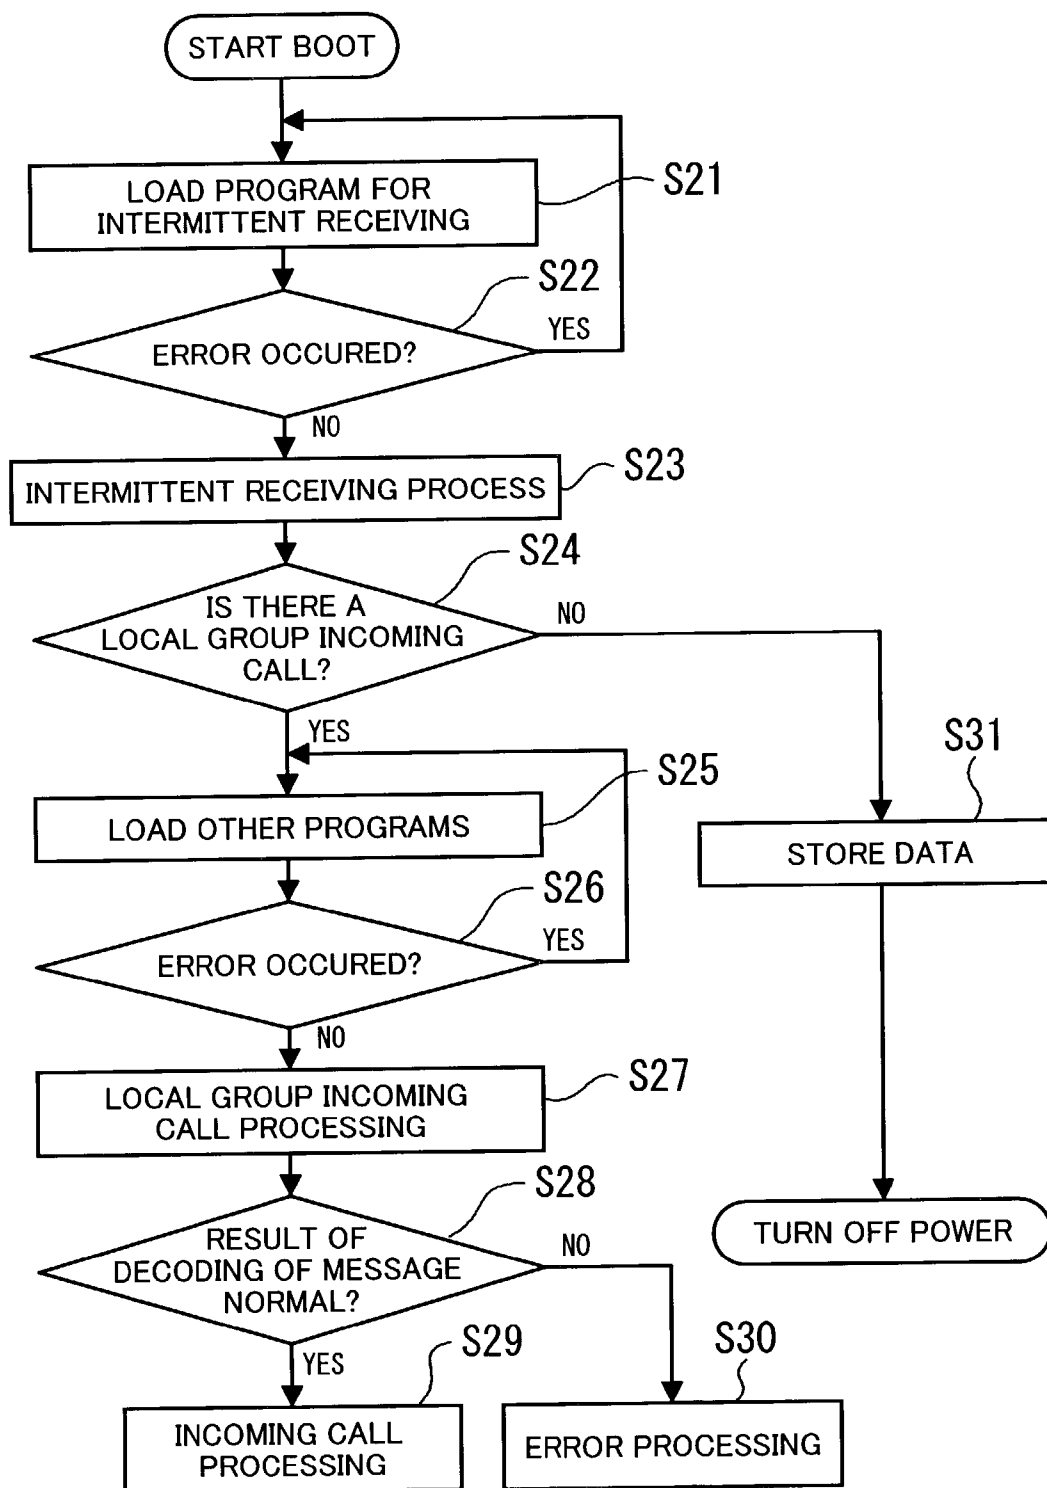 START BOOT
LOAD PROGRAM FOR
INTERMITTENT RECEIVING
S21
S22
ERROR OCCURED?
YES
NO
INTERMITTENT RECEIVING PROCESS
S23
S24
IS THERE A
LOCAL GROUP INCOMING
CALL?
NO
YES
S31
STORE DATA
S25
LOAD OTHER PROGRAMS
S26
ERROR OCCURED?
YES
NO
S27
LOCAL GROUP INCOMING
CALL PROCESSING
S28
RESULT OF
DECODING OF MESSAGE
NORMAL?
NO
YES
TURN OFF POWER
S29
INCOMING CALL
PROCESSING
S30
ERROR PROCESSING